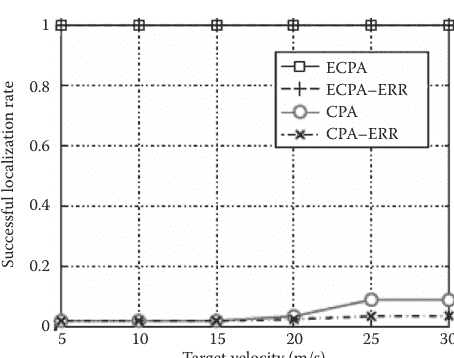 Successful localization rate
1
0.8
0.6
0.4
0.2
0
5
10
15
20
25
30
Target velocity (m/s)
ECPA
ECPA–ERR
CPA
CPA–ERR